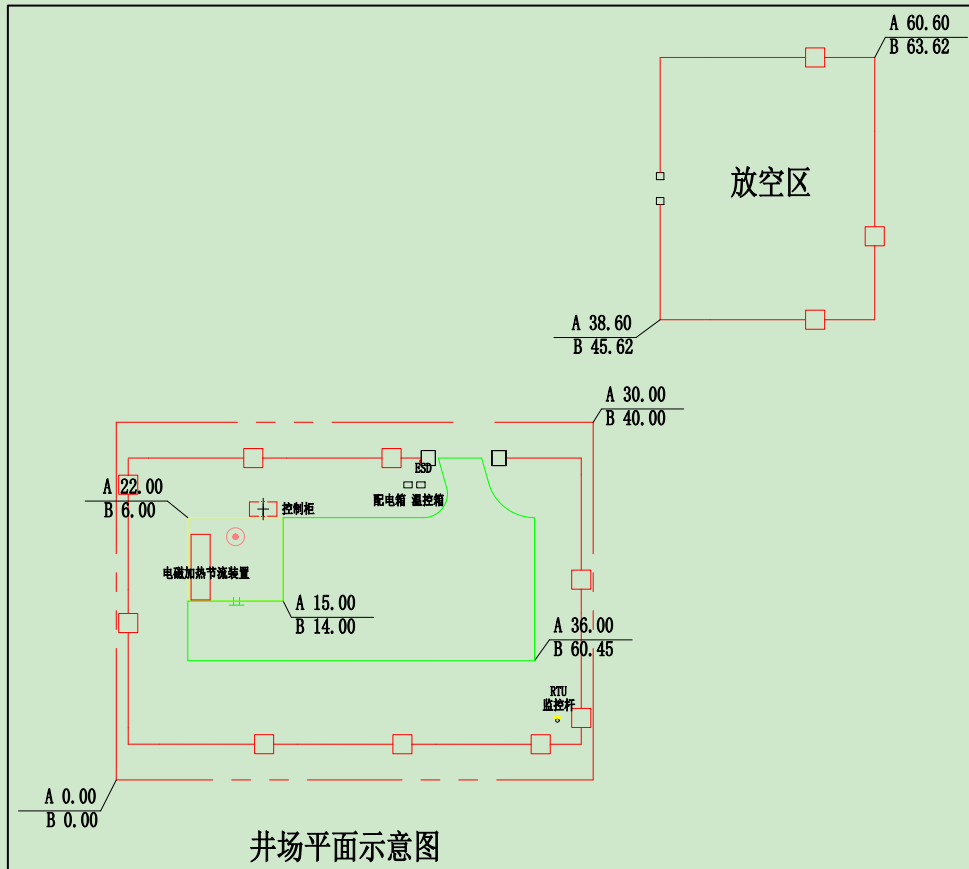 A 60.60
B 63.62
放空区
A 38.60
B 45.62
A 30.00
B 40.00
ESD
A 22.00
B 6.00
配电箱 温控箱
控制柜
电磁加热节流装置
A 15.00
B 14.00
A 36.00
B 60.45
RTU
监控杆
A 0.00
B 0.00
井场平面示意图